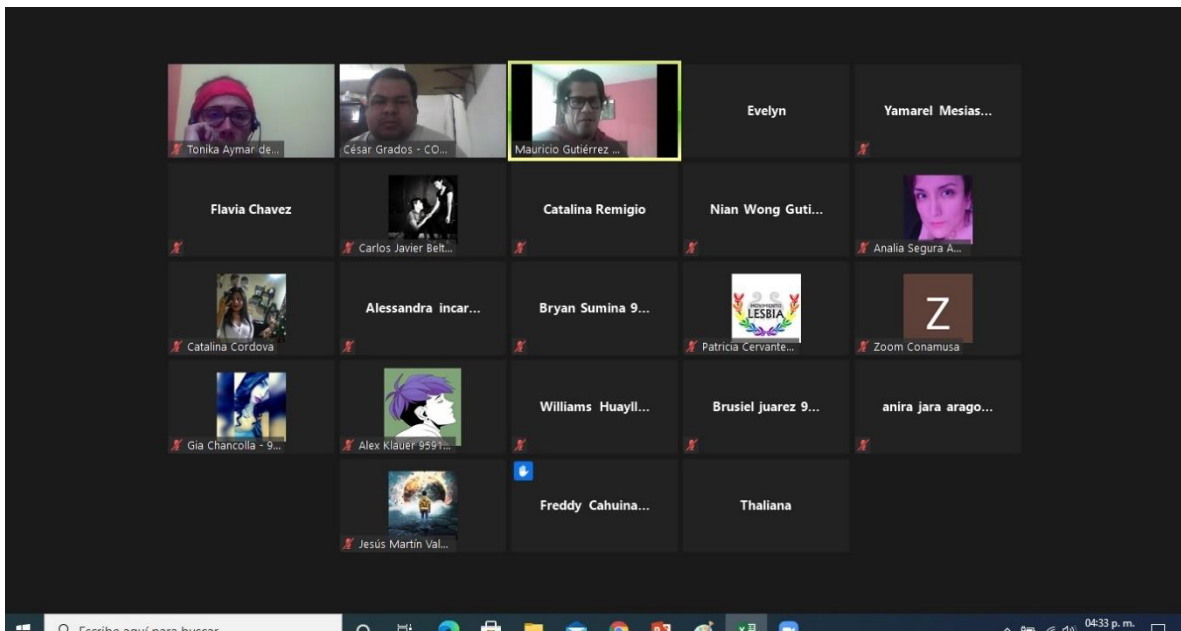 Tonika Aymar de...
César Grados - CO...
Mauricio Gutiérrez ...
Evelyn
Yamarel Mesias...
Flavia Chavez
Carlos Javier Belt...
Catalina Remigio
Nian Wong Guti...
Analia Segura A...
Catalina Cordova
Alessandra incar...
Bryan Sumina 9...
MOVIMIENTO
LESBIA
Patricia Cervante...
Z
Zoom Conamusa
Gia Chancolla - 9...
Alex Klauer 9591...
Williams Huayll...
Brusiel juarez 9...
anira jara arago...
Jesús Martín Val...
Freddy Cahuina...
Thaliana
Escribe aquí para buscar
04:33 p. m.